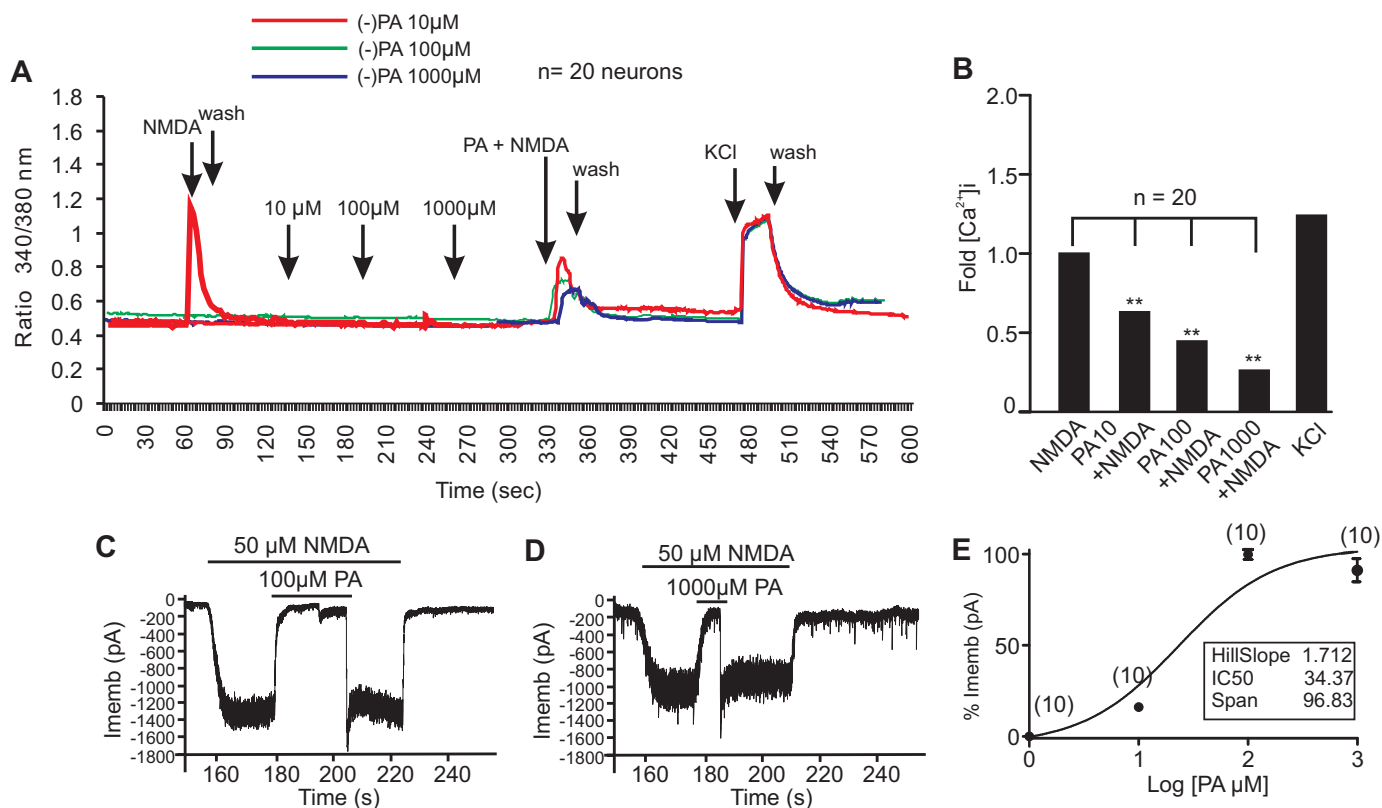 (-)PA 10µM
(-)PA 100µM
(-)PA 1000µM
n= 20 neurons
A
Ratio 340/380 nm
1.8
1.6
1.4
1.2
1
0.8
0.6
0.4
0.2
0
NMDA
wash
10 µM
100µM
1000µM
PA + NMDA
wash
KCl
wash
0 30 60 90 120 150 180 210 240 270 300 330 360 390 420 450 480 510 540 570 600
Time (sec)
B
Fold [Ca2+]i
2.0
1.5
1.0
0.5
0
n = 20
**
**
**
NMDA
PA10
+NMDA
PA100
+NMDA
PA1000
+NMDA
KCl
C
50 µM NMDA
100µM PA
Imemb (pA)
0
-200
-400
-600
-800
-1000
-1200
-1400
-1600
-1800
160 180 200 220 240
Time (s)
D
50 µM NMDA
1000µM PA
Imemb (pA)
0
-200
-400
-600
-800
-1000
-1200
-1400
-1600
-1800
160 180 200 220 240
Time (s)
E
% Imemb (pA)
100
50
0
(10)
(10)
(10)
(10)
HillSlope 1.712
IC50 34.37
Span 96.83
0 1 2 3
Log [PA µM]